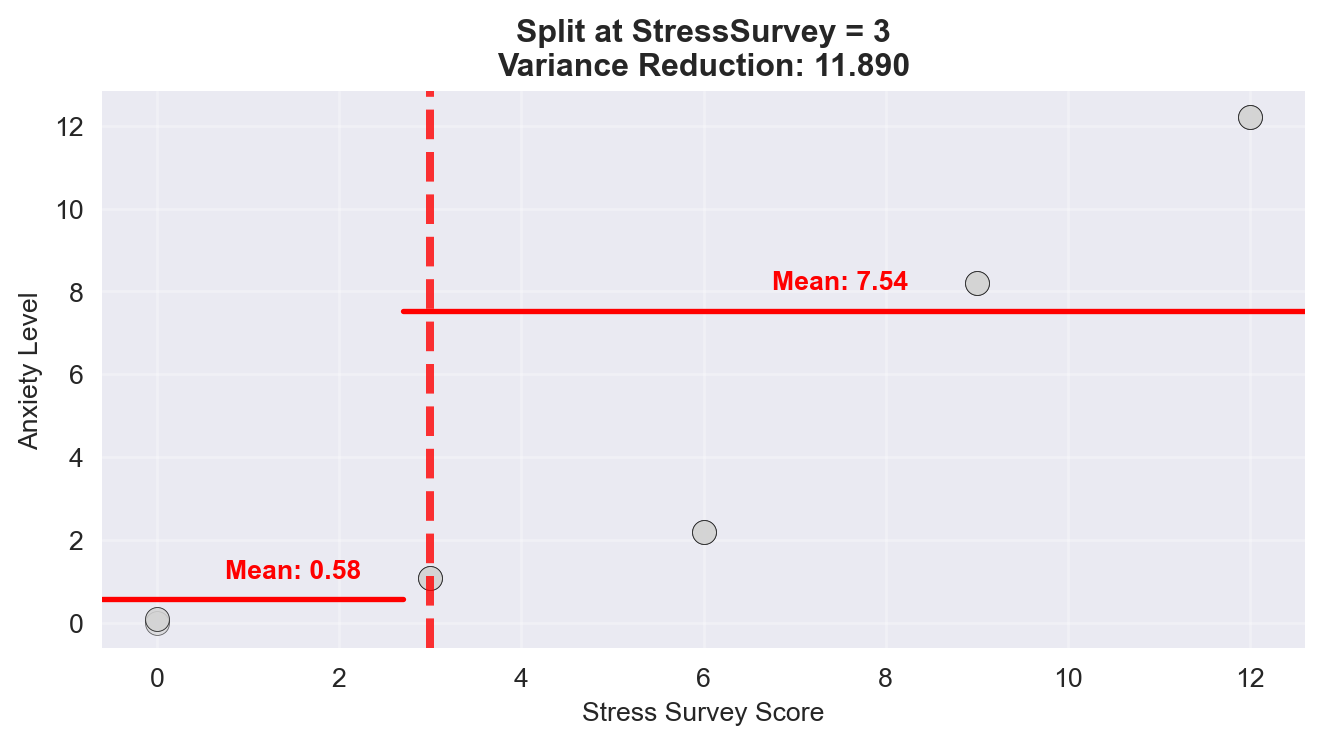 Split at StressSurvey = 3
Variance Reduction: 11.890
12
10
8
6
4
2
0
Anxiety Level
Mean: 7.54
Mean: 0.58
0 2 4 6 8 10 12
Stress Survey Score